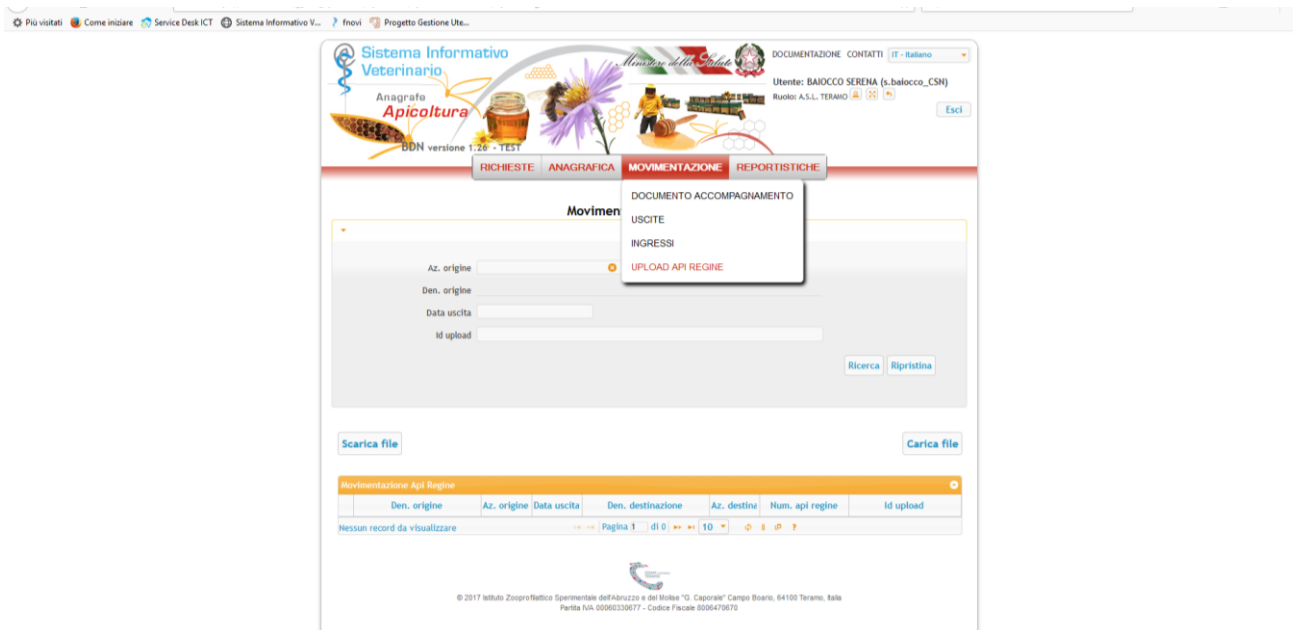 Più visitati Come iniziare Service Desk ICT Sistema Informativo V... fnovi Progetto Gestione Ute...
Sistema Informativo
Veterinario
Anagrafe
Apicoltura
BDN versione 1.26 - TEST
Ministero della Salute
DOCUMENTAZIONE CONTATTI IT - Italiano
Utente: BAIOCCO SERENA (s.baiocco_CSN)
Ruolo: A.S.L. TERAMO
Esci
RICHIESTE ANAGRAFICA MOVIMENTAZIONE REPORTISTICHE
DOCUMENTO ACCOMPAGNAMENTO
USCITE
INGRESSI
UPLOAD API REGINE
Movimen
Az. origine
Den. origine
Data uscita
Id upload
Ricerca Ripristina
Scarica file Carica file
Movimentazione Api Regine
Den. origine Az. origine Data uscita Den. destinazione Az. destina Num. api regine Id upload
Nessun record da visualizzare Pagina 1 di 0 10
© 2017 Istituto Zooprofilattico Sperimentale dell'Abruzzo e del Molise "G. Caporale" Campo Boario, 64100 Teramo, Italia
Partita IVA 00060330677 - Codice Fiscale 8006470670